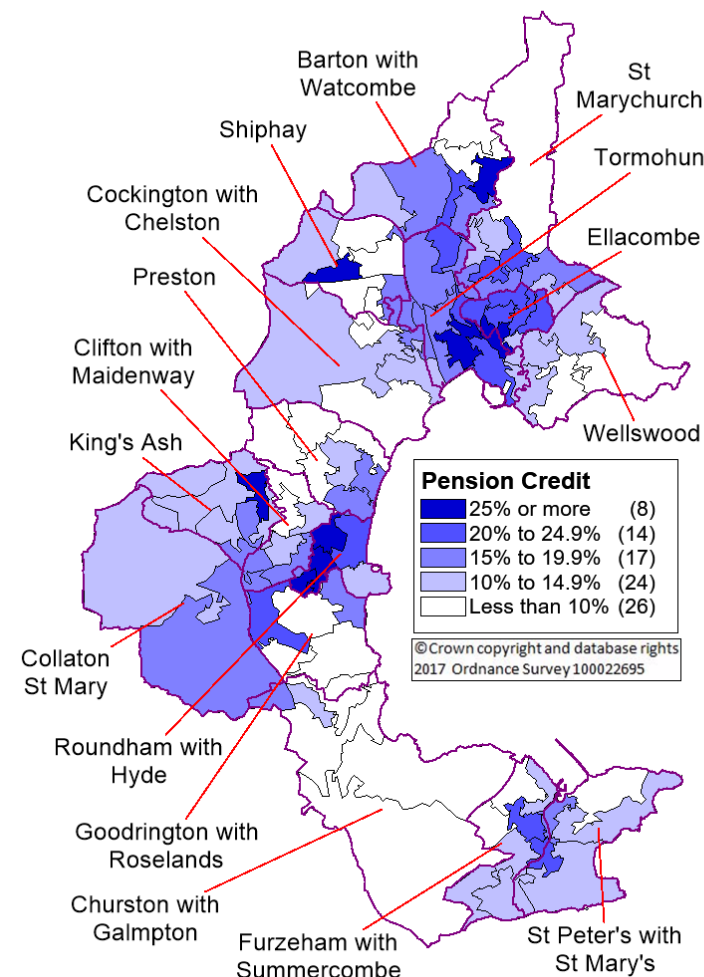 Barton with
Watcombe
St
Marychurch
Shiphay
Tormohun
Cockington with
Chelston
Ellacombe
Preston
Clifton with
Maidenway
Wellswood
King's Ash
Pension Credit
25% or more (8)
20% to 24.9% (14)
15% to 19.9% (17)
10% to 14.9% (24)
Less than 10% (26)
©Crown copyright and database rights
2017 Ordnance Survey 100022695
Collaton
St Mary
Roundham with
Hyde
Goodrington with
Roselands
Churston with
Galmpton
Furzeham with
Summercombe
St Peter's with
St Mary's